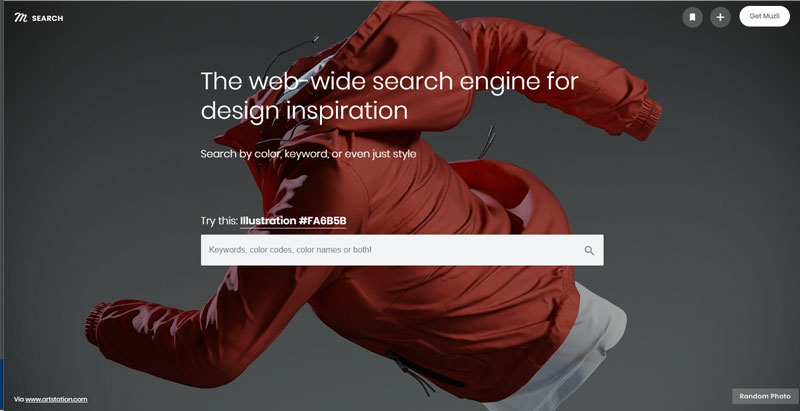 SEARCH
Get Muzli
The web-wide search engine for
design inspiration
Search by color, keyword, or even just style
Try this: Illustration #FA6B5B
Keywords, color codes, color names or both!
Via www.artstation.com
Random Photo